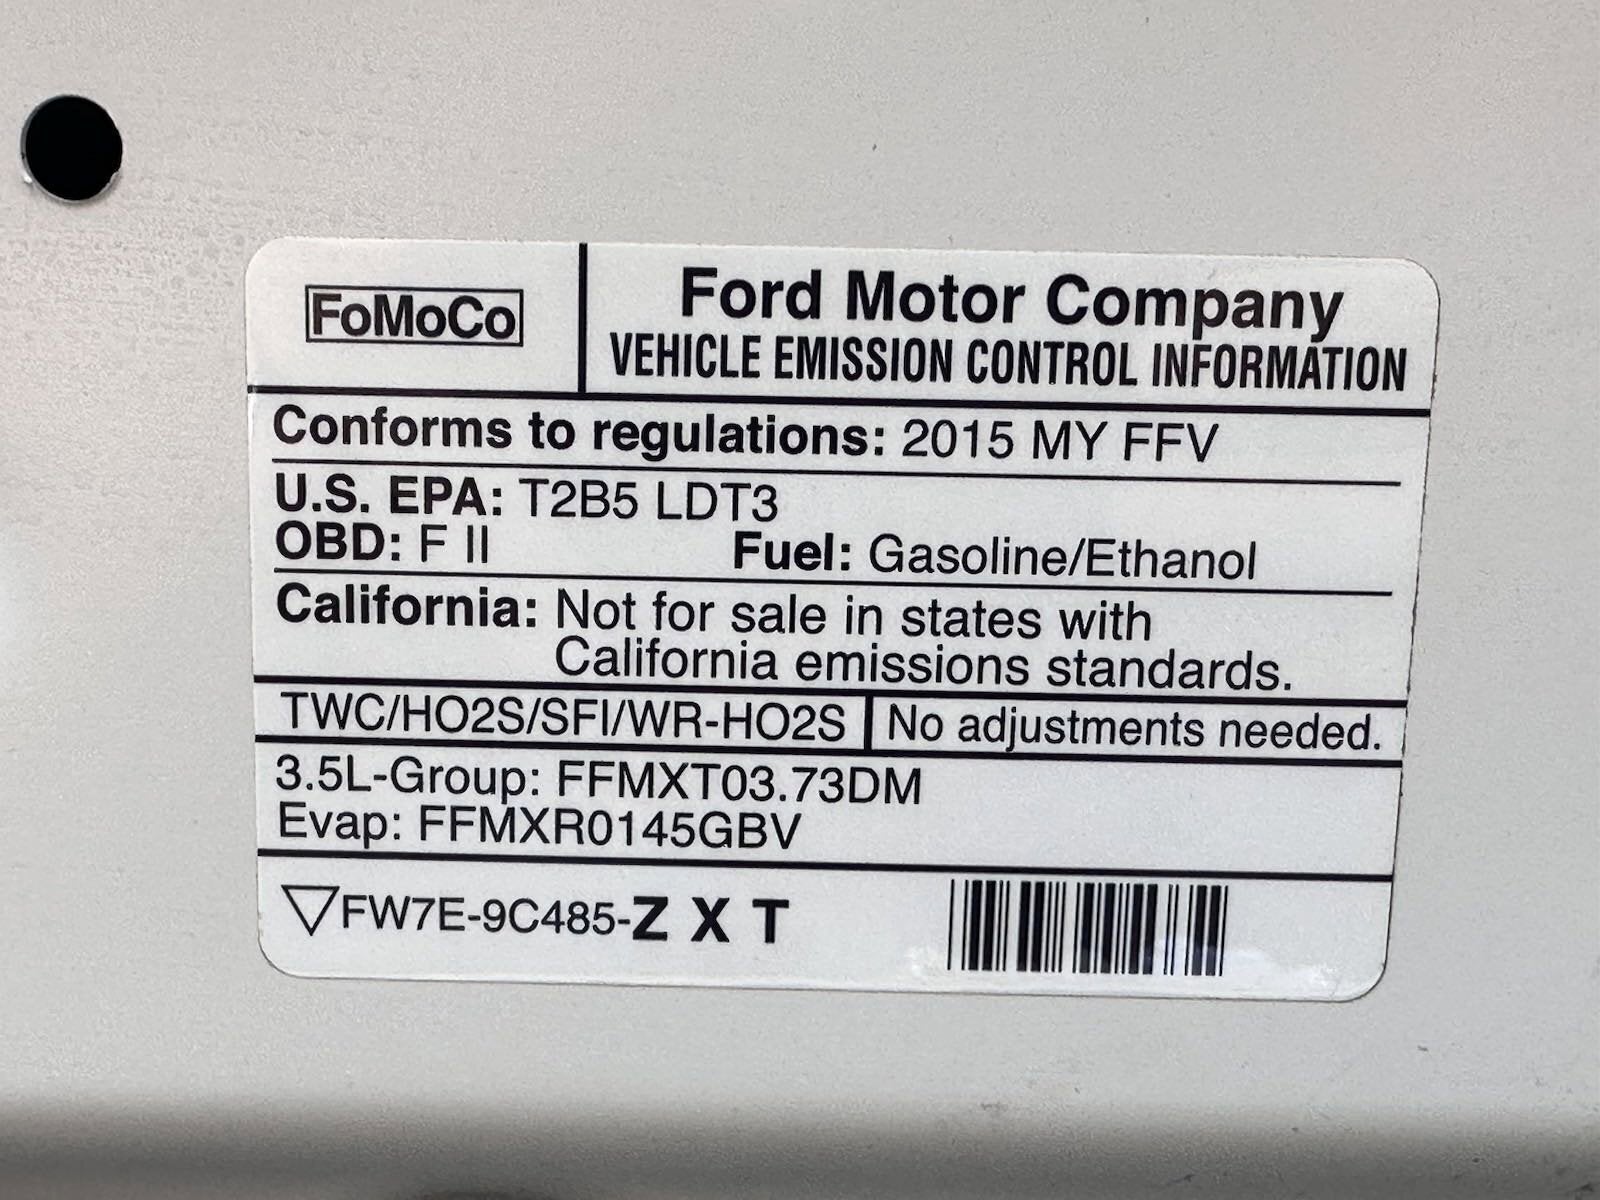 FoMoCo
Ford Motor Company
VEHICLE EMISSION CONTROL INFORMATION
Conforms to regulations: 2015 MY FFV
U.S. EPA: T2B5 LDT3
OBD: F II Fuel: Gasoline/Ethanol
California: Not for sale in states with
California emissions standards.
TWC/HO2S/SFI/WR-HO2S No adjustments needed.
3.5L-Group: FFMXT03.73DM
Evap: FFMXR0145GBV
▽FW7E-9C485-Z X T